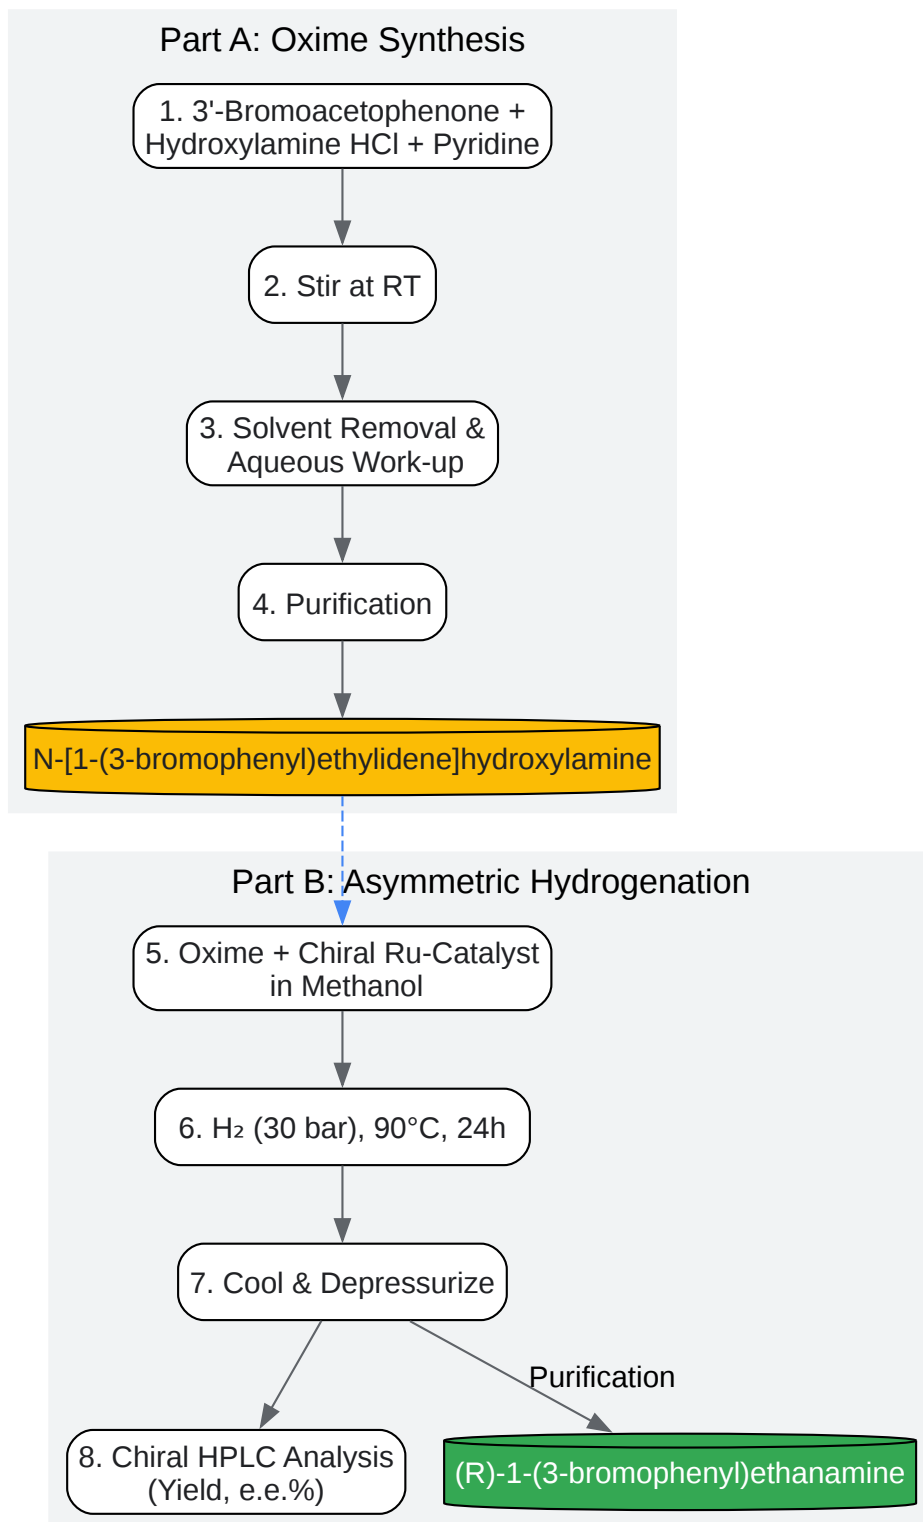 Part A: Oxime Synthesis
1. 3'-Bromoacetophenone +
Hydroxylamine HCl + Pyridine
2. Stir at RT
3. Solvent Removal &
Aqueous Work-up
4. Purification
N-[1-(3-bromophenyl)ethylidene]hydroxylamine
Part B: Asymmetric Hydrogenation
5. Oxime + Chiral Ru-Catalyst
in Methanol
6. H₂ (30 bar), 90°C, 24h
7. Cool & Depressurize
Purification
8. Chiral HPLC Analysis
(Yield, e.e.%)
(R)-1-(3-bromophenyl)ethanamine